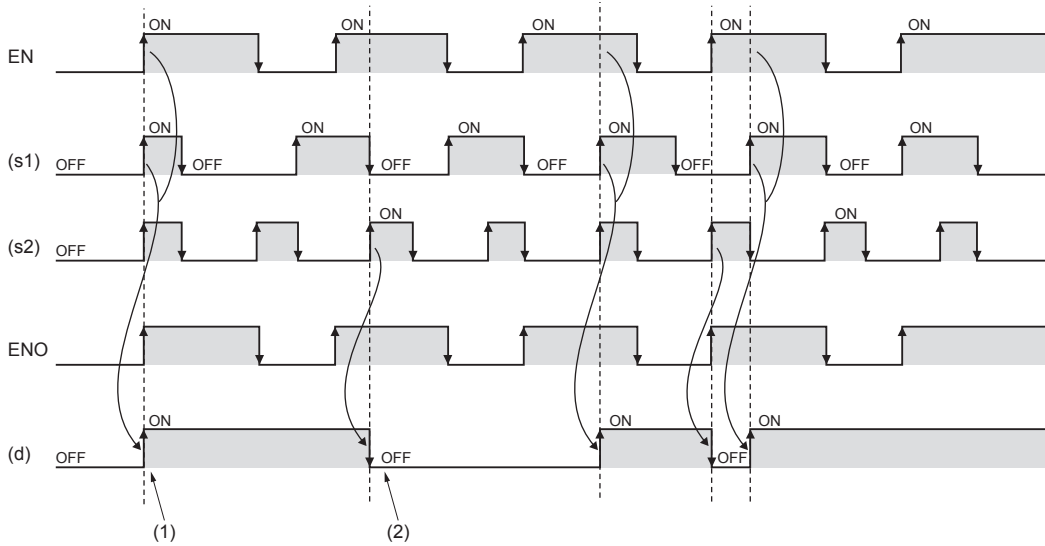 ON ON ON ON ON
EN
ON ON ON ON ON
(s1) OFF OFF OFF OFF OFF OFF
ON ON
(s2) OFF
ENO
ON ON ON
(d) OFF OFF OFF
(1) (2)